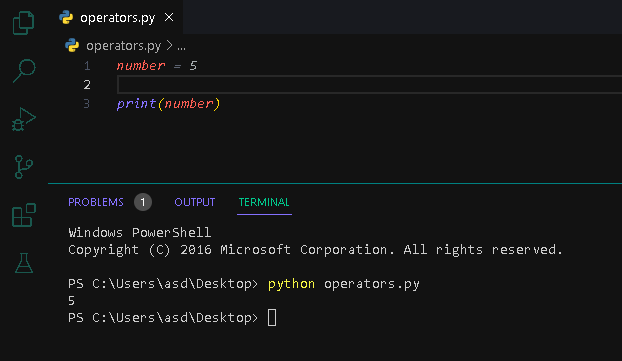 operators.py ×
operators.py > ...
1 number = 5
2
3 print(number)
PROBLEMS 1 OUTPUT TERMINAL
Windows PowerShell
Copyright (C) 2016 Microsoft Corporation. All rights reserved.
PS C:\Users\asd\Desktop> python operators.py
5
PS C:\Users\asd\Desktop>